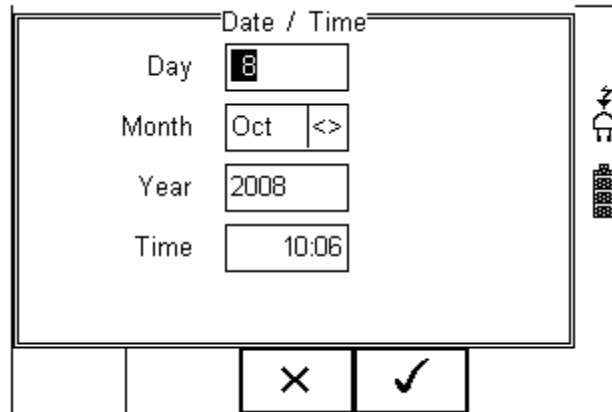 Date / Time
Day 8
Month Oct <>
Year 2008
Time 10:06